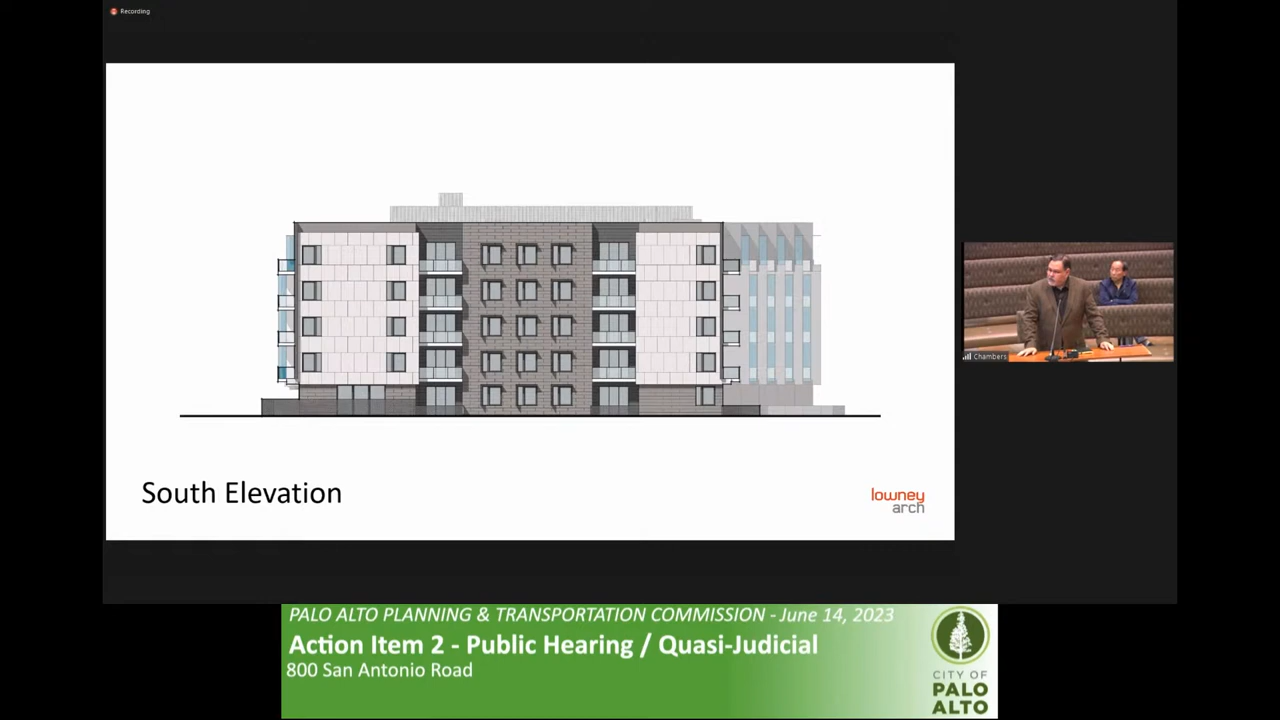 Recording
South Elevation
lowney
arch
Chambers
PALO ALTO PLANNING & TRANSPORTATION COMMISSION - June 14, 2023
Action Item 2 - Public Hearing / Quasi-Judicial
800 San Antonio Road
CITY OF
PALO
ALTO